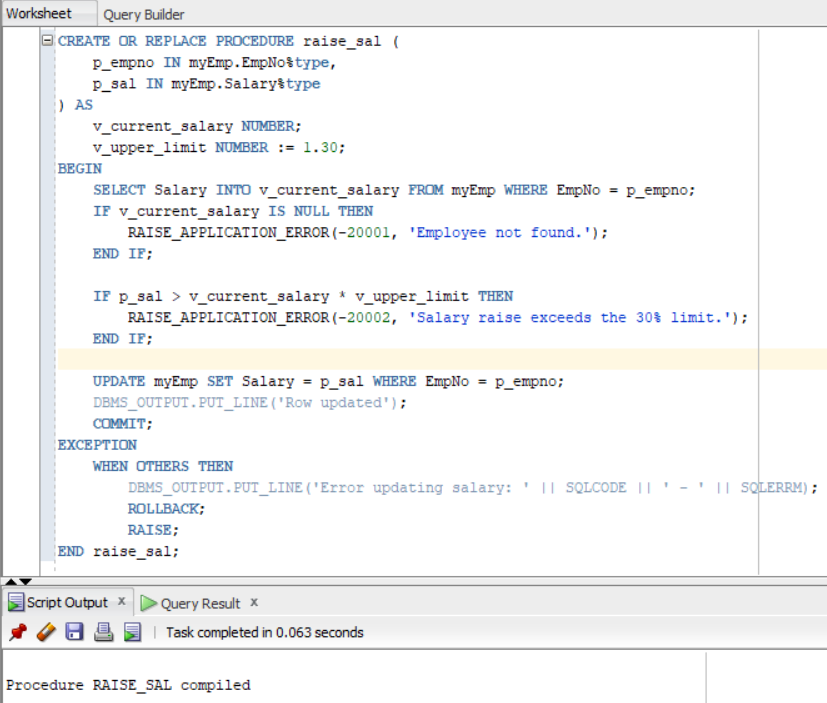 Worksheet Query Builder
CREATE OR REPLACE PROCEDURE raise_sal (
    p_empno IN myEmp.EmpNo%type,
    p_sal IN myEmp.Salary%type
) AS
    v_current_salary NUMBER;
    v_upper_limit NUMBER := 1.30;
BEGIN
    SELECT Salary INTO v_current_salary FROM myEmp WHERE EmpNo = p_empno;
    IF v_current_salary IS NULL THEN
        RAISE_APPLICATION_ERROR(-20001, 'Employee not found.');
    END IF;
    IF p_sal > v_current_salary * v_upper_limit THEN
        RAISE_APPLICATION_ERROR(-20002, 'Salary raise exceeds the 30% limit.');
    END IF;
    UPDATE myEmp SET Salary = p_sal WHERE EmpNo = p_empno;
    DBMS_OUTPUT.PUT_LINE('Row updated');
    COMMIT;
EXCEPTION
    WHEN OTHERS THEN
        DBMS_OUTPUT.PUT_LINE('Error updating salary: ' || SQLCODE || ' - ' || SQLERRM);
        ROLLBACK;
        RAISE;
END raise_sal;
Script Output x Query Result x
Task completed in 0.063 seconds
Procedure RAISE_SAL compiled